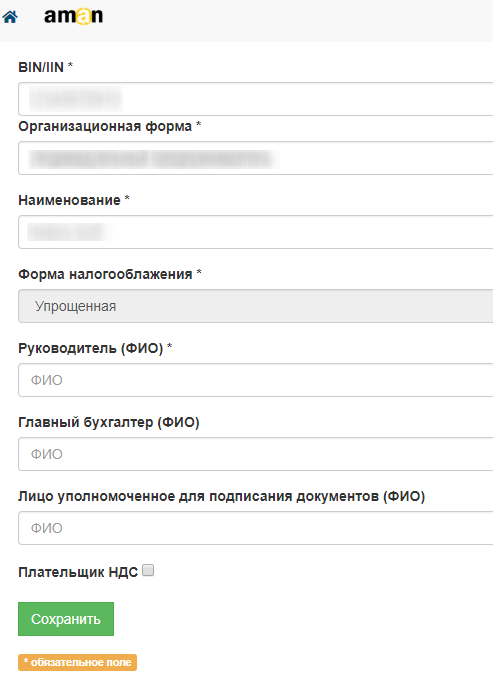 aman
BIN/IIN *
Организационная форма *
Наименование *
Форма налогооблажения *
Упрощенная
Руководитель (ФИО) *
ФИО
Главный бухгалтер (ФИО)
ФИО
Лицо уполномоченное для подписания документов (ФИО)
ФИО
Плательщик НДС
Сохранить
* обязательное поле